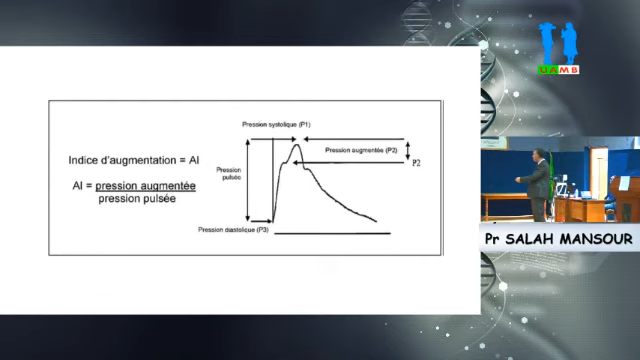 UAMB
Pression systolique (P1)
Indice d'augmentation = AI
Pression augmentée (P2)
P2
Pression
pulsée
AI = pression augmentée
pression pulsée
Pression diastolique (P3)
Pr SALAH MANSOUR